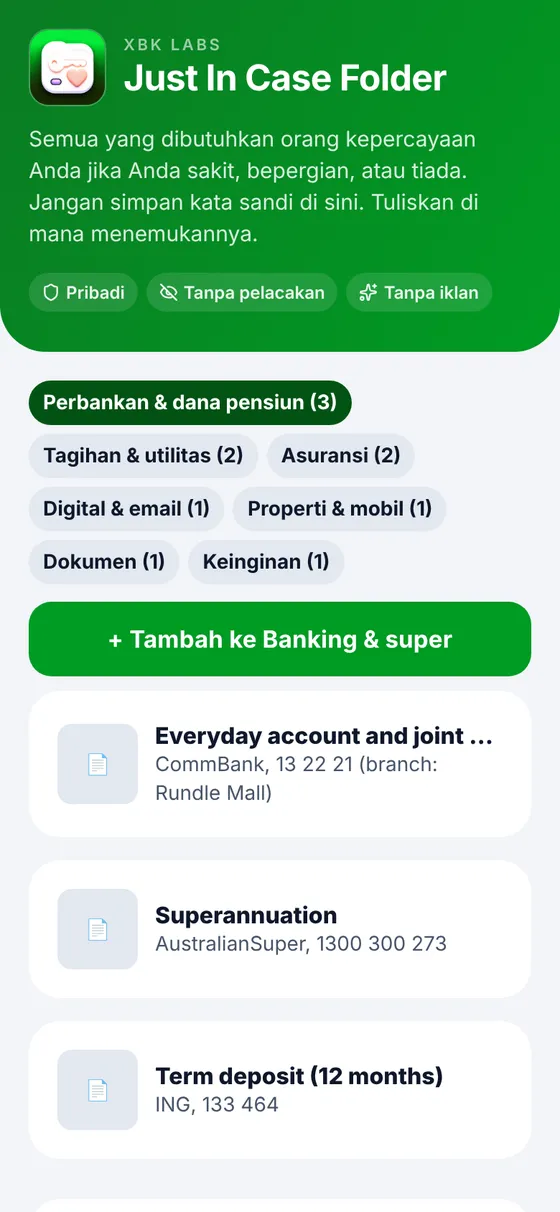 XBK LABS
Just In Case Folder
Semua yang dibutuhkan orang kepercayaan
Anda jika Anda sakit, bepergian, atau tiada.
Jangan simpan kata sandi di sini. Tuliskan di
mana menemukannya.
Pribadi
Tanpa pelacakan
Tanpa iklan
Perbankan & dana pensiun (3)
Tagihan & utilitas (2)
Asuransi (2)
Digital & email (1)
Properti & mobil (1)
Dokumen (1)
Keinginan (1)
+ Tambah ke Banking & super
Everyday account and joint ...
CommBank, 13 22 21 (branch:
Rundle Mall)
Superannuation
AustralianSuper, 1300 300 273
Term deposit (12 months)
ING, 133 464